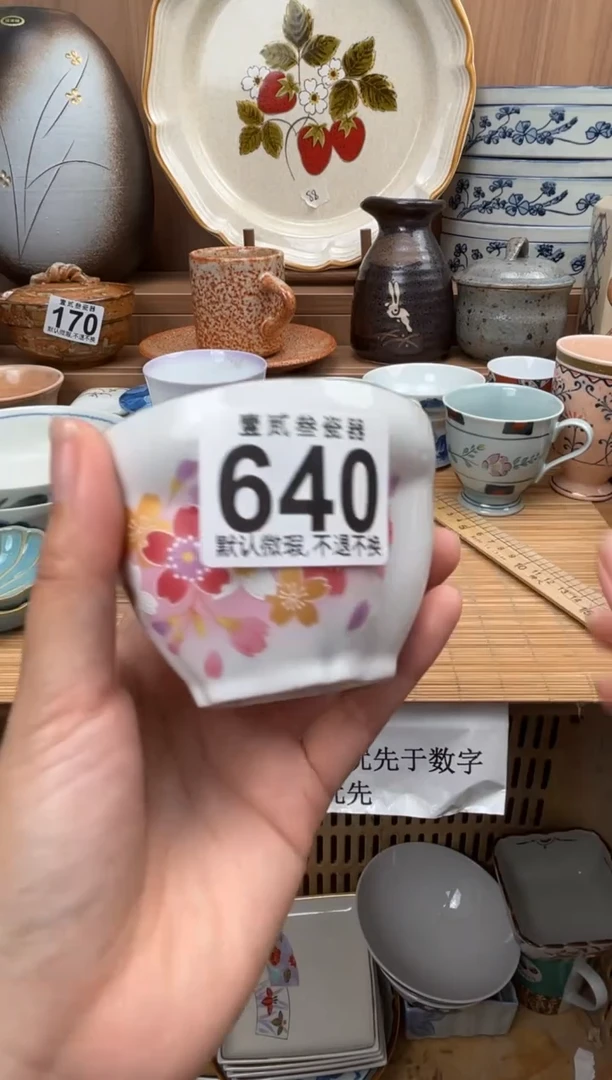 壹贰叁瓷器
170
默认微瑕,不退不换
壹贰叁瓷器
640
默认微瑕,不退不换
优先于数字
优先